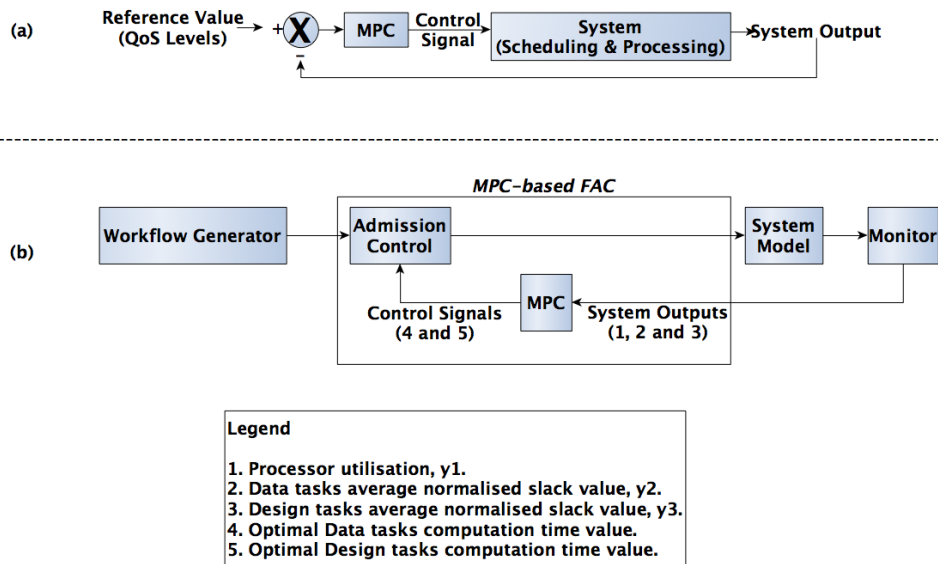 (a)
Reference Value
(QoS Levels)
+
X
−
MPC
Control
Signal
System
(Scheduling & Processing)
System Output
(b)
MPC-based FAC
Workflow Generator
Admission
Control
System
Model
Monitor
MPC
Control Signals
(4 and 5)
System Outputs
(1, 2 and 3)
Legend
1. Processor utilisation, y1.
2. Data tasks average normalised slack value, y2.
3. Design tasks average normalised slack value, y3.
4. Optimal Data tasks computation time value.
5. Optimal Design tasks computation time value.